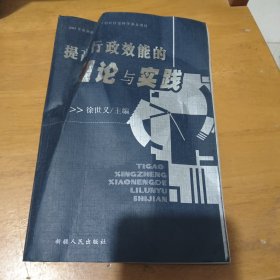 提高行政效能的
理论与实践
>> 徐世义/主编
TIGAO
XINGZHENG
XIAONENGDE
LILUNYU
SHIJIAN
新疆人民出版社